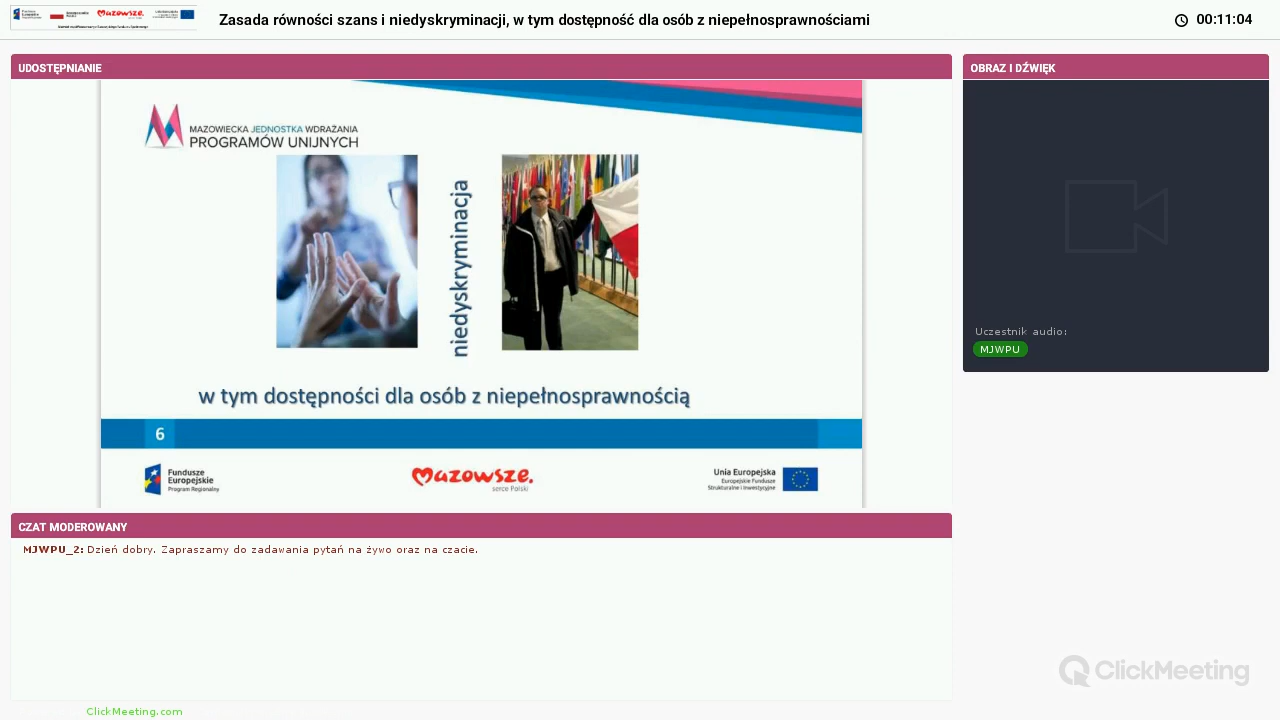 Zasada równości szans i niedyskryminacji, w tym dostępność dla osób z niepełnosprawnościami
00:11:04
UDOSTĘPNIANIE
MAZOWIECKA JEDNOSTKA WDRAŻANIA
PROGRAMÓW UNIJNYCH
niedyskryminacja
w tym dostępności dla osób z niepełnosprawnością
6
Fundusze
Europejskie
Program Regionalny
mazowsze.
serce Polski
Unia Europejska
Europejskie Fundusze
Strukturalne i Inwestycyjne
OBRAZ I DŹWIĘK
Uczestnik audio:
MJWPU
CZAT MODEROWANY
MJWPU_2: Dzień dobry. Zapraszamy do zadawania pytań na żywo oraz na czacie.
ClickMeeting
ClickMeeting.com